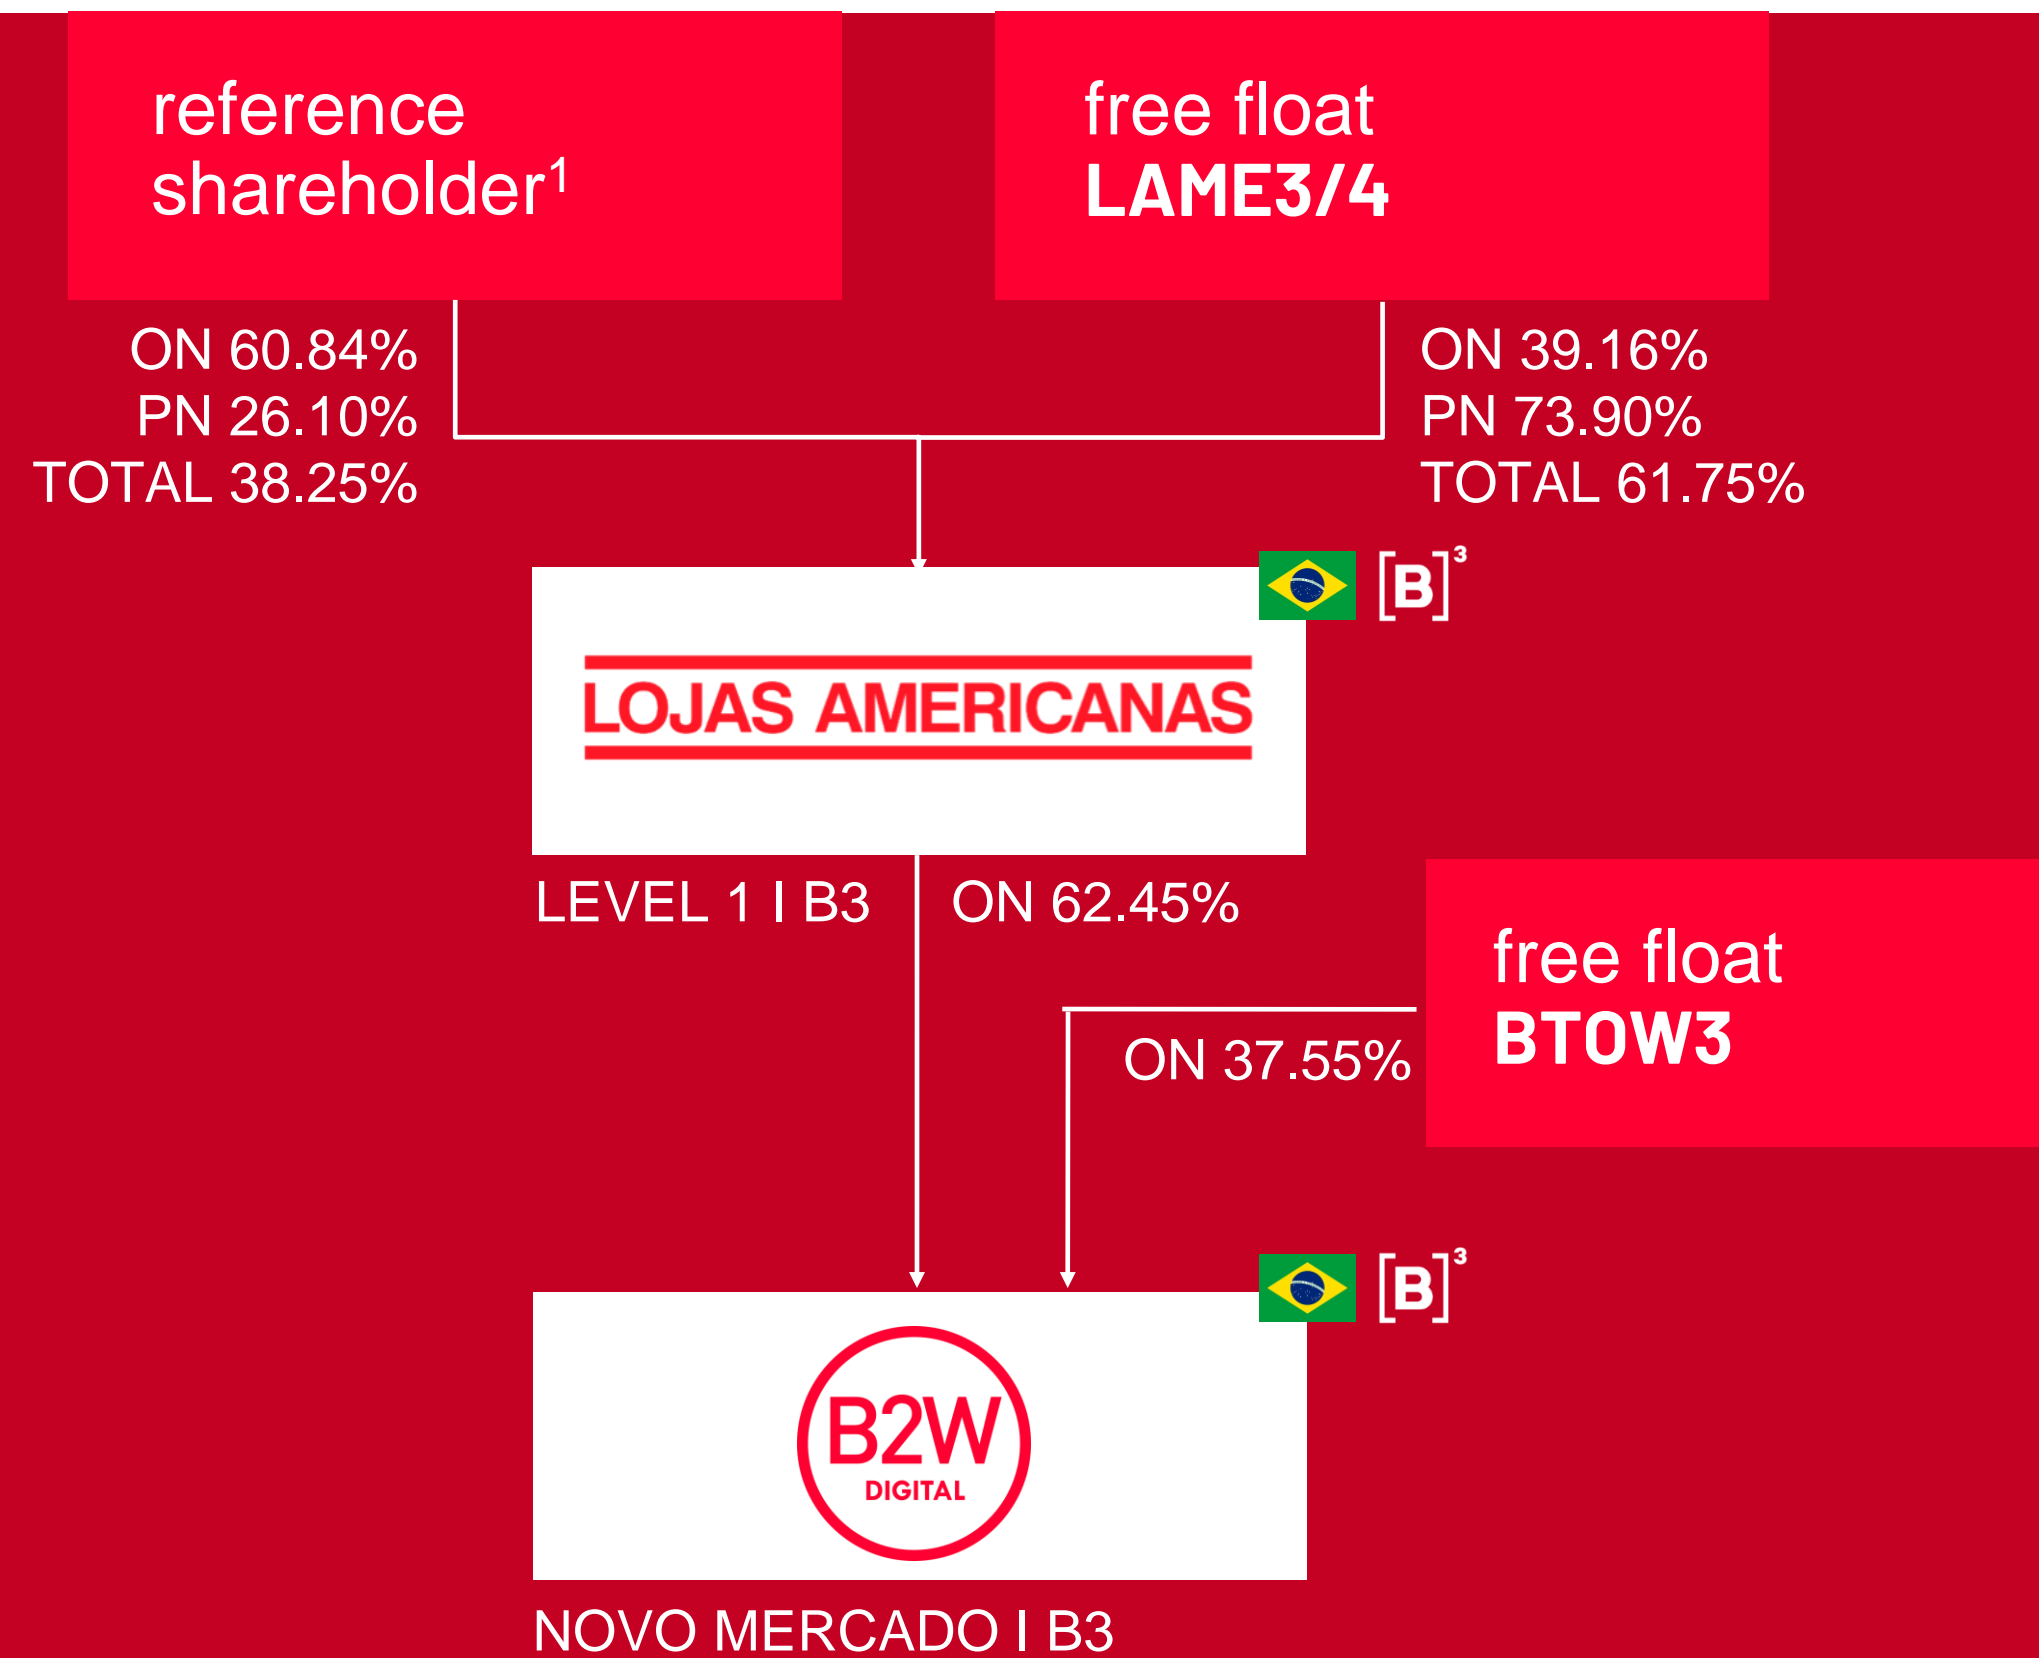 reference
shareholder¹
free float
LAME3/4
ON 60.84%
PN 26.10%
TOTAL 38.25%
ON 39.16%
PN 73.90%
TOTAL 61.75%
[B]³
LOJAS AMERICANAS
LEVEL 1 I B3
ON 62.45%
free float
BTOW3
ON 37.55%
[B]³
B2W
DIGITAL
NOVO MERCADO I B3